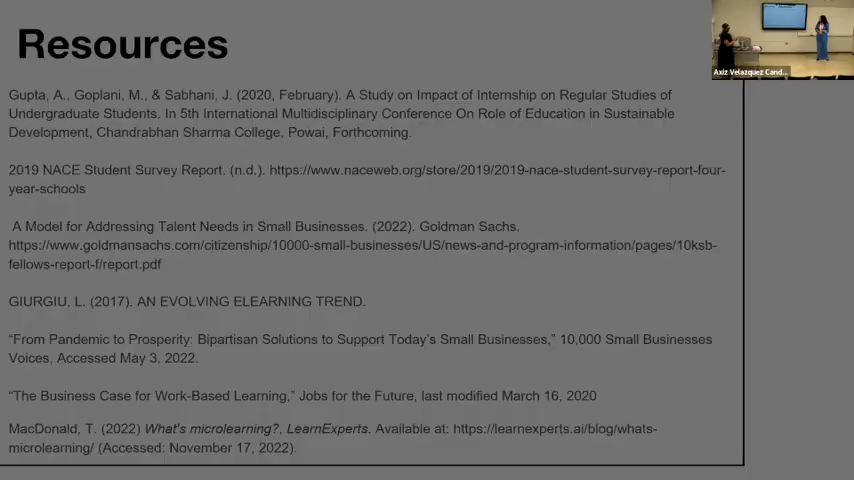 Resources
Axiz Velazquez Cand...
Gupta, A., Goplani, M., & Sabhani, J. (2020, February). A Study on Impact of Internship on Regular Studies of
Undergraduate Students. In 5th International Multidisciplinary Conference On Role of Education in Sustainable
Development, Chandrabhan Sharma College, Powai, Forthcoming.
2019 NACE Student Survey Report. (n.d.). https://www.naceweb.org/store/2019/2019-nace-student-survey-report-four-
year-schools
A Model for Addressing Talent Needs in Small Businesses. (2022). Goldman Sachs.
https://www.goldmansachs.com/citizenship/10000-small-businesses/US/news-and-program-information/pages/10ksb-
fellows-report-f/report.pdf
GIURGIU, L. (2017). AN EVOLVING ELEARNING TREND.
“From Pandemic to Prosperity: Bipartisan Solutions to Support Today’s Small Businesses,” 10,000 Small Businesses
Voices, Accessed May 3, 2022.
“The Business Case for Work-Based Learning,” Jobs for the Future, last modified March 16, 2020
MacDonald, T. (2022) What's microlearning?, LearnExperts. Available at: https://learnexperts.ai/blog/whats-
microlearning/ (Accessed: November 17, 2022).